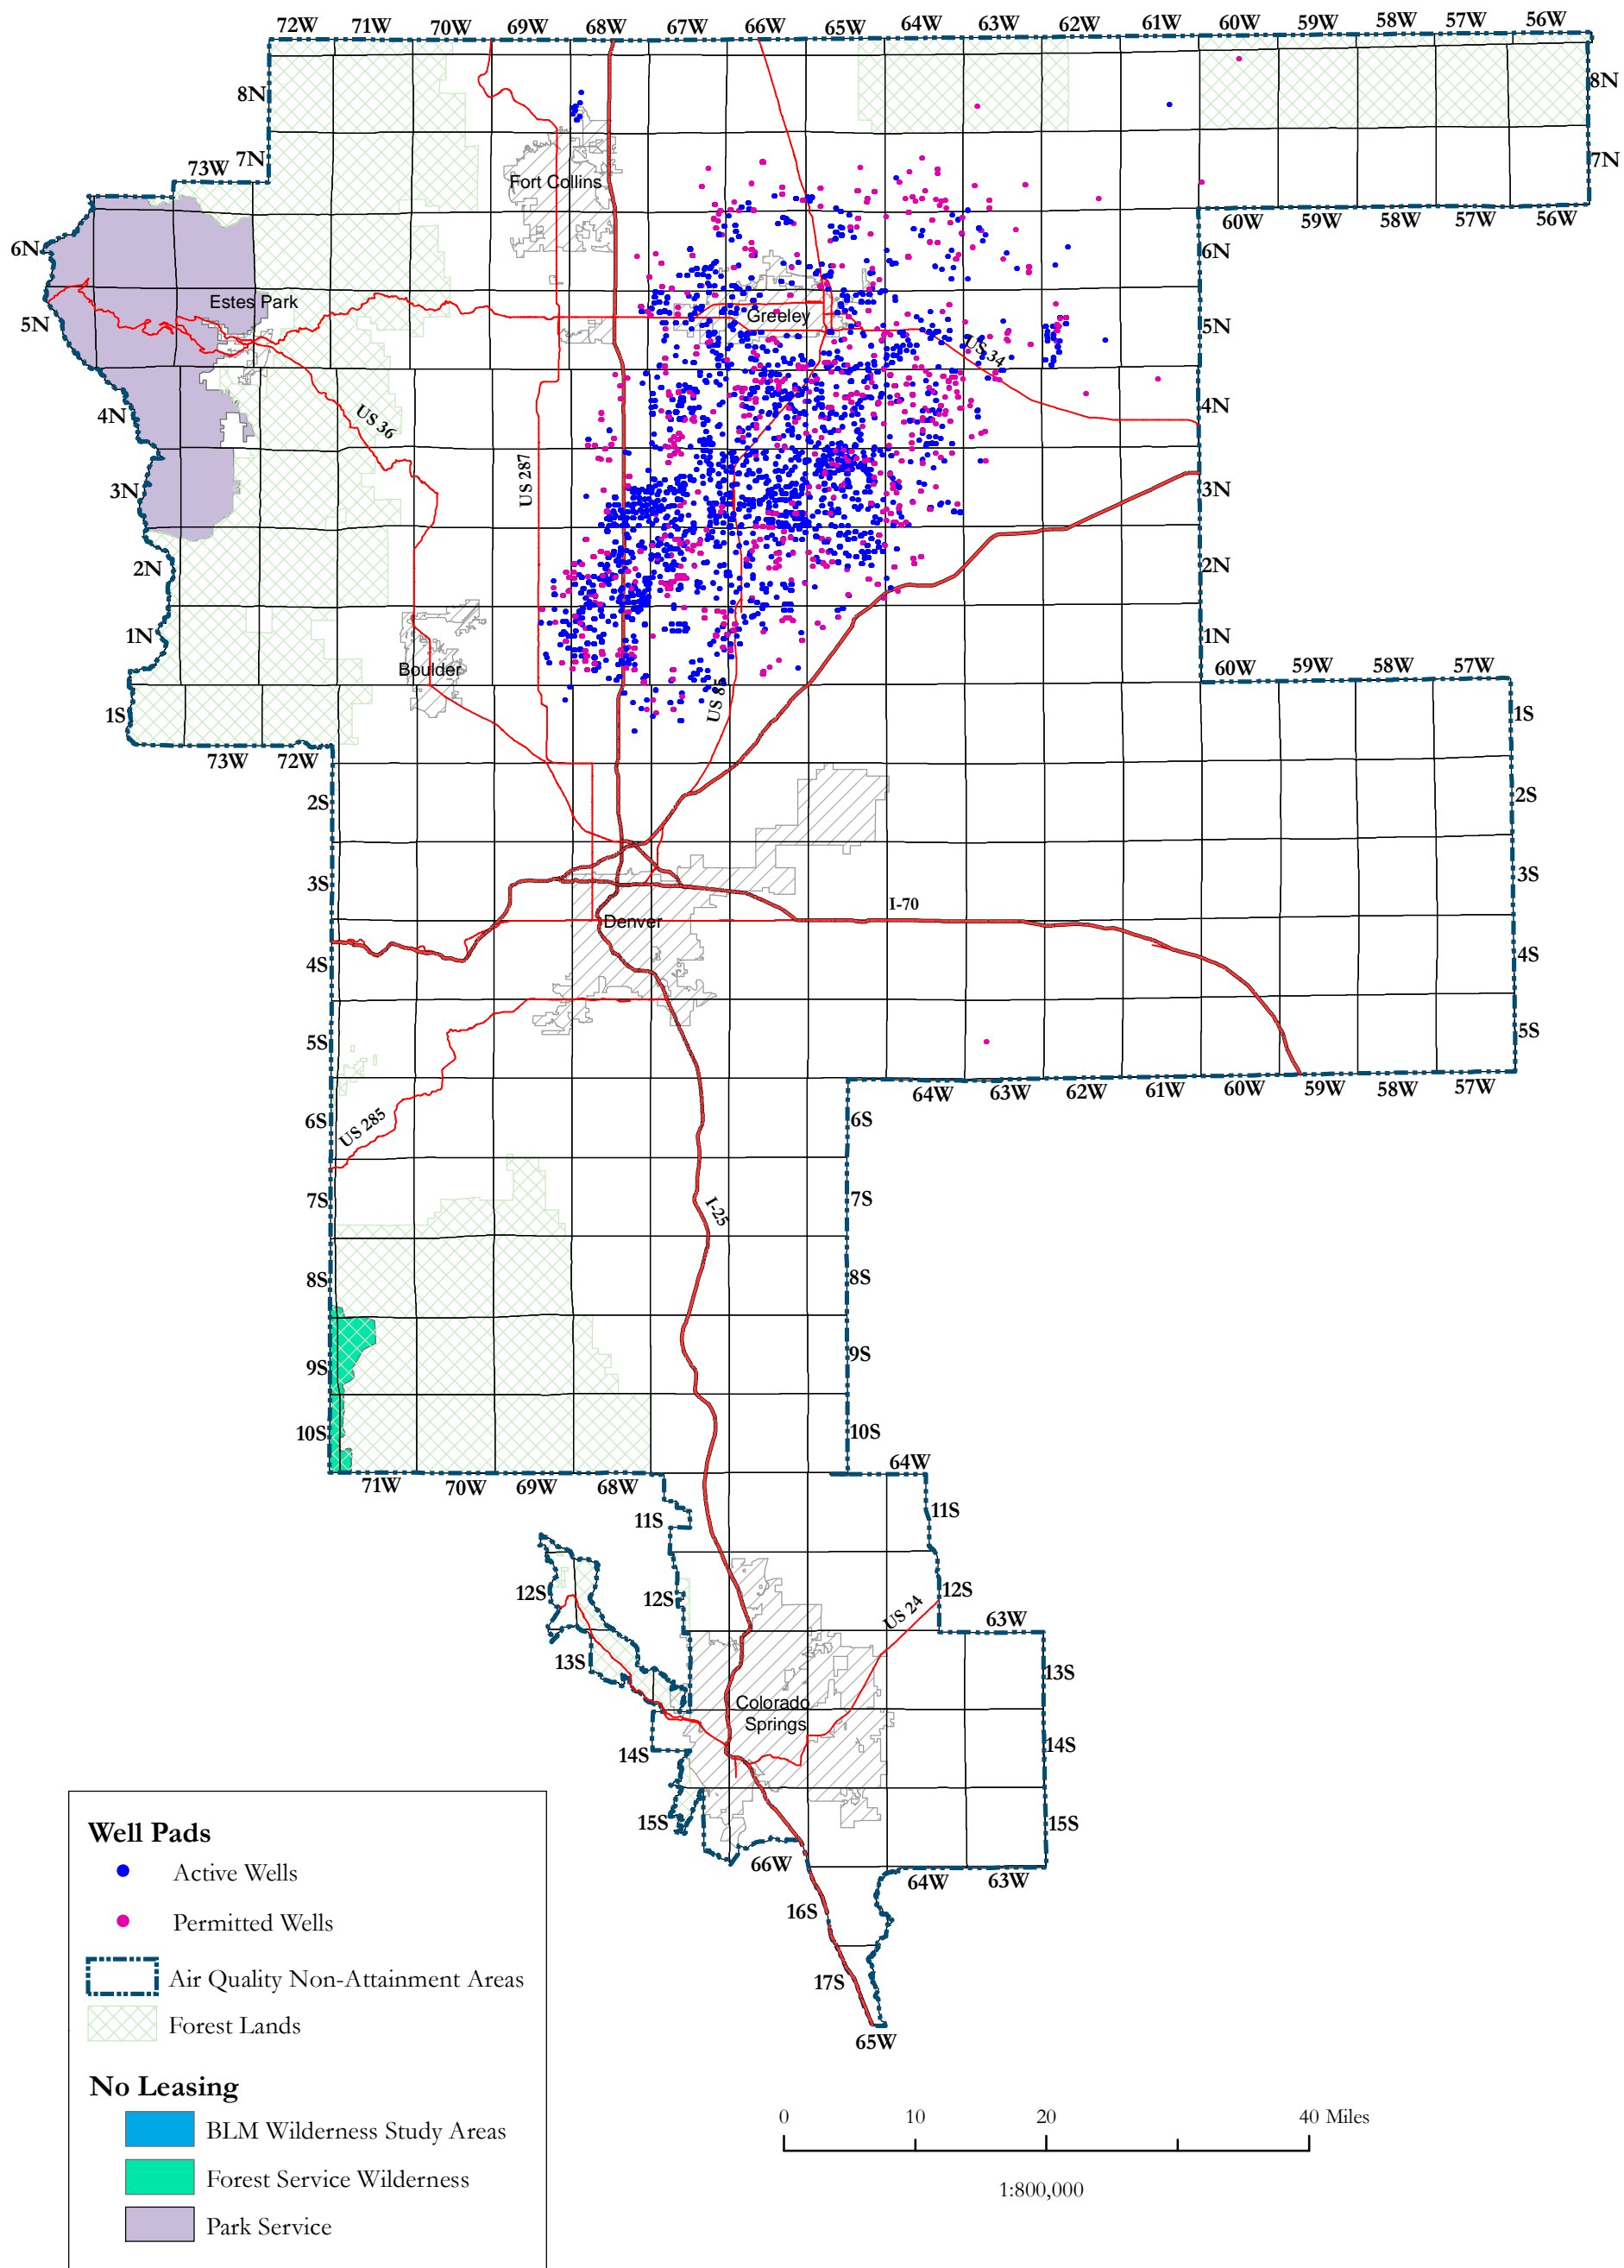 72W 71W 70W 69W 68W 67W 66W 65W 64W 63W 62W 61W 60W 59W 58W 57W 56W
8N 8N
7N 7N
73W
Fort Collins
60W 59W 58W 57W 56W
6N 6N
Estes Park
Greeley
5N 5N
US 34
4N 4N
US 36
US 287
3N 3N
2N 2N
1N 1N
Boulder
60W 59W 58W 57W
US 85
1S 1S
73W 72W
2S 2S
3S 3S
I-70
Denver
4S 4S
5S 5S
64W 63W 62W 61W 60W 59W 58W 57W
6S 6S
US 285
7S 7S
I-25
8S 8S
9S 9S
10S 10S
64W
71W 70W 69W 68W
11S 11S
12S 12S 12S
US 24
63W
13S 13S
Colorado
Springs
14S 14S
15S 15S
66W
64W 63W
16S
17S
65W
Well Pads
Active Wells
Permitted Wells
Air Quality Non-Attainment Areas
Forest Lands
No Leasing
BLM Wilderness Study Areas
Forest Service Wilderness
Park Service
0 10 20 40 Miles
1:800,000